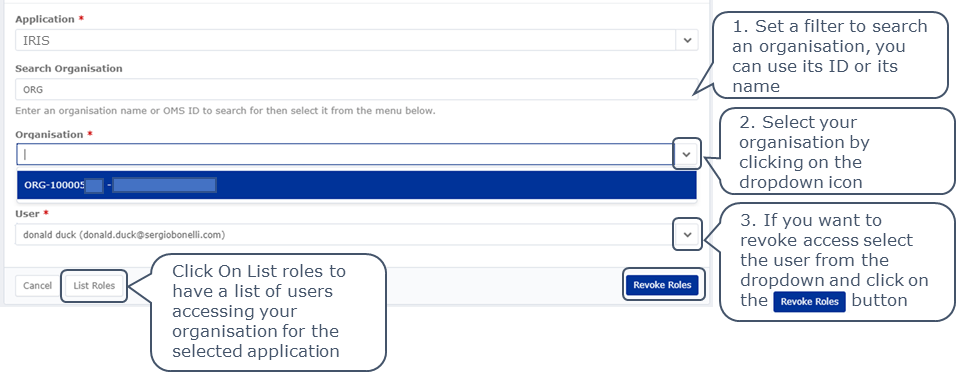 Application *
IRIS
Search Organisation
ORG
Enter an organisation name or OMS ID to search for then select it from the menu below.
Organisation *
ORG-100005 -
User *
donald duck (donald.duck@sergiobonelli.com)
Cancel
List Roles
Revoke Roles
1. Set a filter to search
an organisation, you
can use its ID or its
name
2. Select your
organisation by
clicking on the
dropdown icon
3. If you want to
revoke access select
the user from the
dropdown and click on
the Revoke Roles button
Click On List roles to
have a list of users
accessing your
organisation for the
selected application